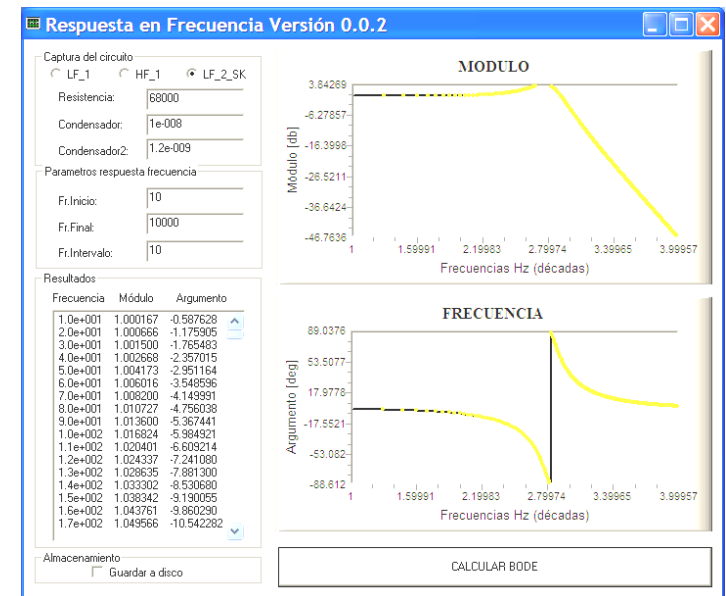 Respuesta en Frecuencia Versión 0.0.2
Captura del circuito
LF_1 HF_1 LF_2_SK
Resistencia: 68000
Condensador: 1e-008
Condensador2: 1.2e-009
Parametros respuesta frecuencia
Fr.Inicio: 10
Fr.Final: 10000
Fr.Intervalo: 10
Resultados
Frecuencia Módulo Argumento
1.0e+001 1.000167 -0.587628
2.0e+001 1.000666 -1.175905
3.0e+001 1.001500 -1.765483
4.0e+001 1.002668 -2.357015
5.0e+001 1.004173 -2.951164
6.0e+001 1.006016 -3.548596
7.0e+001 1.008200 -4.149991
8.0e+001 1.010727 -4.756038
9.0e+001 1.013600 -5.367441
1.0e+002 1.016824 -5.984921
1.1e+002 1.020401 -6.609214
1.2e+002 1.024337 -7.241080
1.3e+002 1.028635 -7.881300
1.4e+002 1.033302 -8.530680
1.5e+002 1.038342 -9.190055
1.6e+002 1.043761 -9.860290
1.7e+002 1.049566 -10.542282
Almacenamiento
Guardar a disco
MODULO
Módulo [db]
3.64269
-6.27857
-16.3998
-26.5211
-36.6424
-46.7636
1 1.59991 2.19983 2.79974 3.39965 3.99957
Frecuencias Hz (décadas)
FRECUENCIA
Argumento [deg]
89.0376
53.5077
17.9778
-17.5521
-53.082
-88.612
1 1.59991 2.19983 2.79974 3.39965 3.99957
Frecuencias Hz (décadas)
CALCULAR BODE